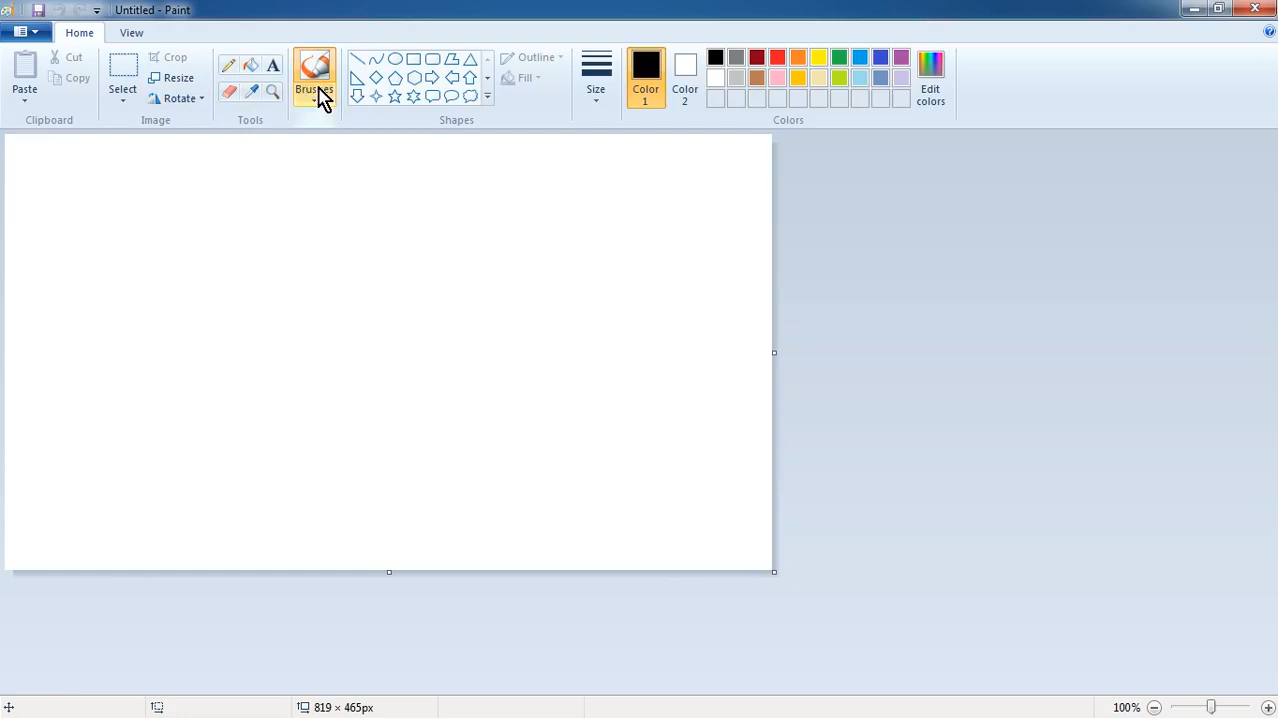 Untitled - Paint
Home View
Paste
Cut
Copy
Clipboard
Select
Crop
Resize
Rotate
Image
A
Tools
Brushes
Shapes
Outline
Fill
Size
Color
1
Color
2
Edit
colors
Colors
819 × 465px
100%